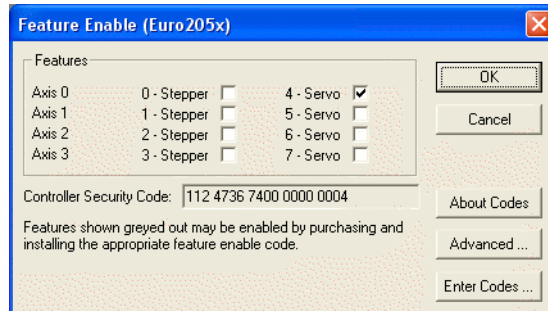 Feature Enable (Euro205x)
Features
Axis 0 0 - Stepper 4 - Servo
Axis 1 1 - Stepper 5 - Servo
Axis 2 2 - Stepper 6 - Servo
Axis 3 3 - Stepper 7 - Servo
OK
Cancel
Controller Security Code: 112 4736 7400 0000 0004
Features shown greyed out may be enabled by purchasing and
installing the appropriate feature enable code.
About Codes
Advanced ...
Enter Codes ...